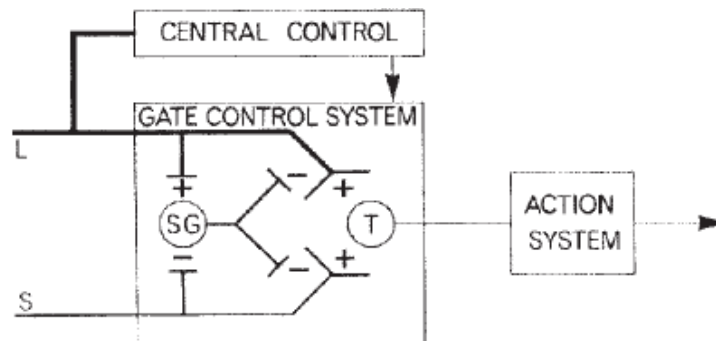 CENTRAL CONTROL
GATE CONTROL SYSTEM
L
+
-
+
SG
T
ACTION
SYSTEM
-
-
+
S